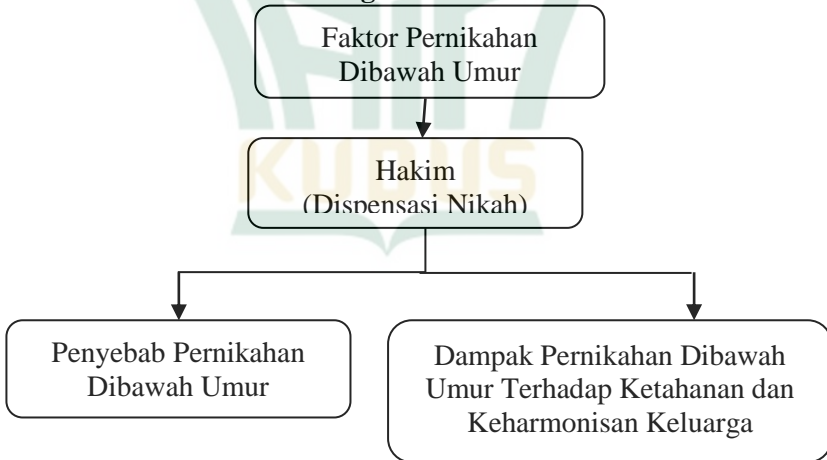 Faktor Pernikahan
Dibawah Umur
Hakim
(Dispensasi Nikah)
KUDUS
Penyebab Pernikahan
Dibawah Umur
Dampak Pernikahan Dibawah
Umur Terhadap Ketahanan dan
Keharmonisan Keluarga